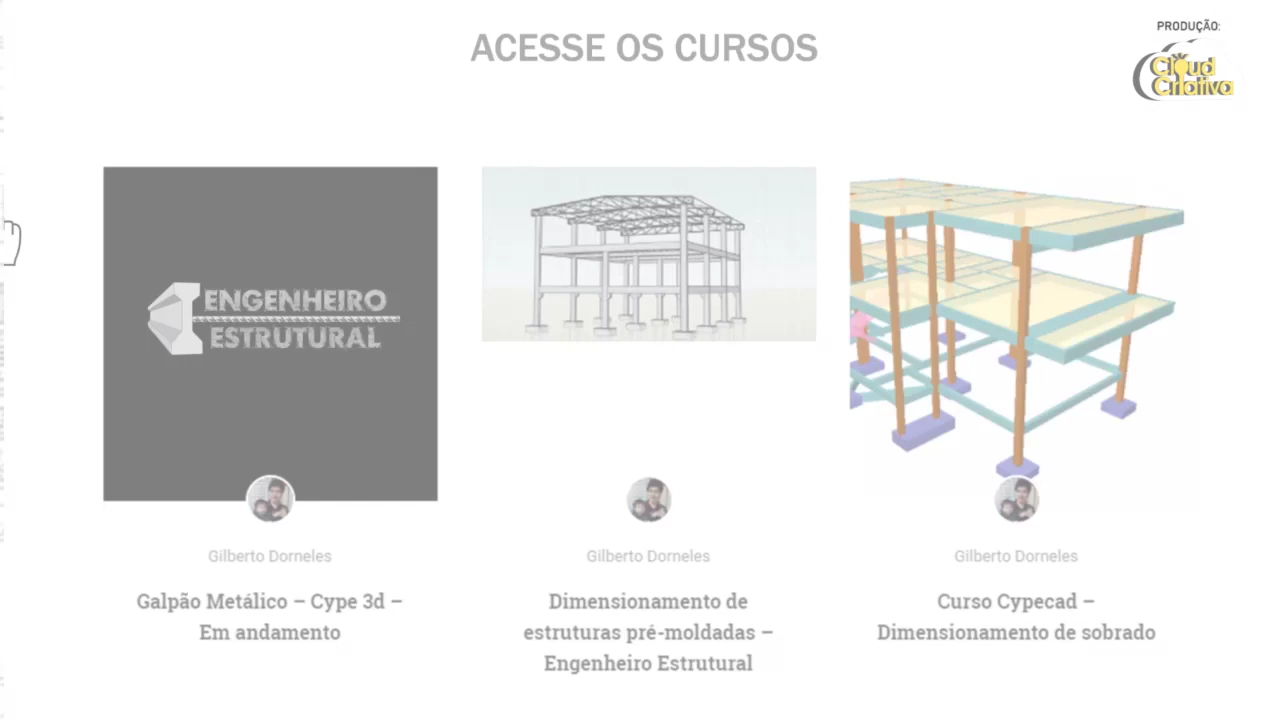 PRODUÇÃO:
Cloud
Criativa
ACESSE OS CURSOS
ENGENHEIRO
ESTRUTURAL
Gilberto Dorneles
Galpão Metálico – Cype 3d –
Em andamento
Gilberto Dorneles
Dimensionamento de
estruturas pré-moldadas –
Engenheiro Estrutural
Gilberto Dorneles
Curso Cypecad –
Dimensionamento de sobrado